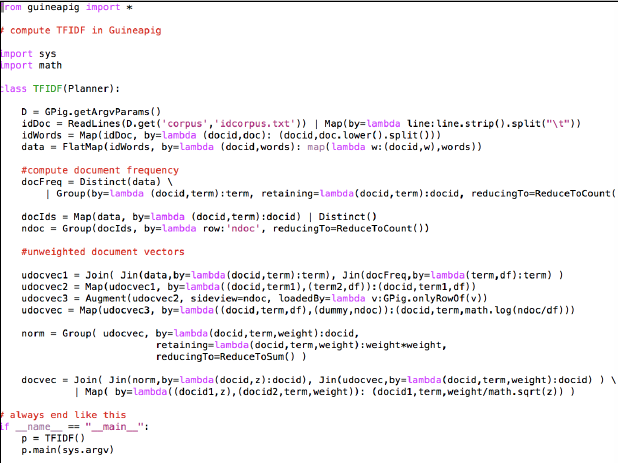 from guineapig import *
# compute TFIDF in Guineapig
import sys
import math
class TFIDF(Planner):
D = GPig.getArgvParams()
idDoc = ReadLines(D.get('corpus','idcorpus.txt')) | Map(by=lambda line:line.strip().split("\t"))
idWords = Map(idDoc, by=lambda (docid,doc): (docid,doc.lower().split()))
data = FlatMap(idWords, by=lambda (docid,words): map(lambda w:(docid,w),words))
#compute document frequency
docFreq = Distinct(data) \
| Group(by=lambda (docid,term):term, retaining=lambda(docid,term):docid, reducingTo=ReduceToCount(
docIds = Map(data, by=lambda (docid,term):docid) | Distinct()
ndoc = Group(docIds, by=lambda row:'ndoc', reducingTo=ReduceToCount())
#unweighted document vectors
udocvec1 = Join( Jin(data,by=lambda(docid,term):term), Jin(docFreq,by=lambda(term,df):term) )
udocvec2 = Map(udocvec1, by=lambda((docid,term1),(term2,df)):(docid,term1,df))
udocvec3 = Augment(udocvec2, sideview=ndoc, loadedBy=lambda v:GPig.onlyRowOf(v))
udocvec = Map(udocvec3, by=lambda((docid,term,df),(dummy,ndoc)):(docid,term,math.log(ndoc/df)))
norm = Group( udocvec, by=lambda(docid,term,weight):docid,
retaining=lambda(docid,term,weight):weight*weight,
reducingTo=ReduceToSum() )
docvec = Join( Jin(norm,by=lambda(docid,z):docid), Jin(udocvec,by=lambda(docid,term,weight):docid) ) \
| Map( by=lambda((docid1,z),(docid2,term,weight)): (docid1,term,weight/math.sqrt(z)) )
# always end like this
if __name__ == "__main__":
p = TFIDF()
p.main(sys.argv)